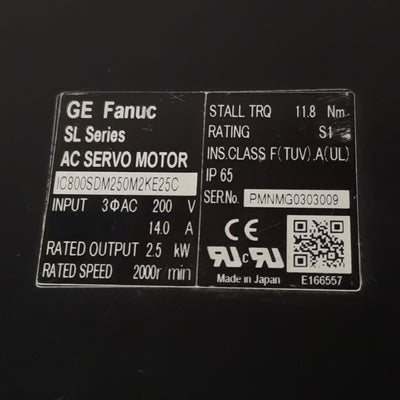 GE Fanuc
SL Series
AC SERVO MOTOR
IC800SDM250M2KE25C
INPUT 3ΦAC 200 V
14.0 A
RATED OUTPUT 2.5 kW
RATED SPEED 2000r/min
STALL TRQ 11.8 Nm
RATING S1
INS.CLASS F(TUV).A(UL)
IP 65
SER.No. PMNMG0303009
CE
c RU US
Made in Japan E166557